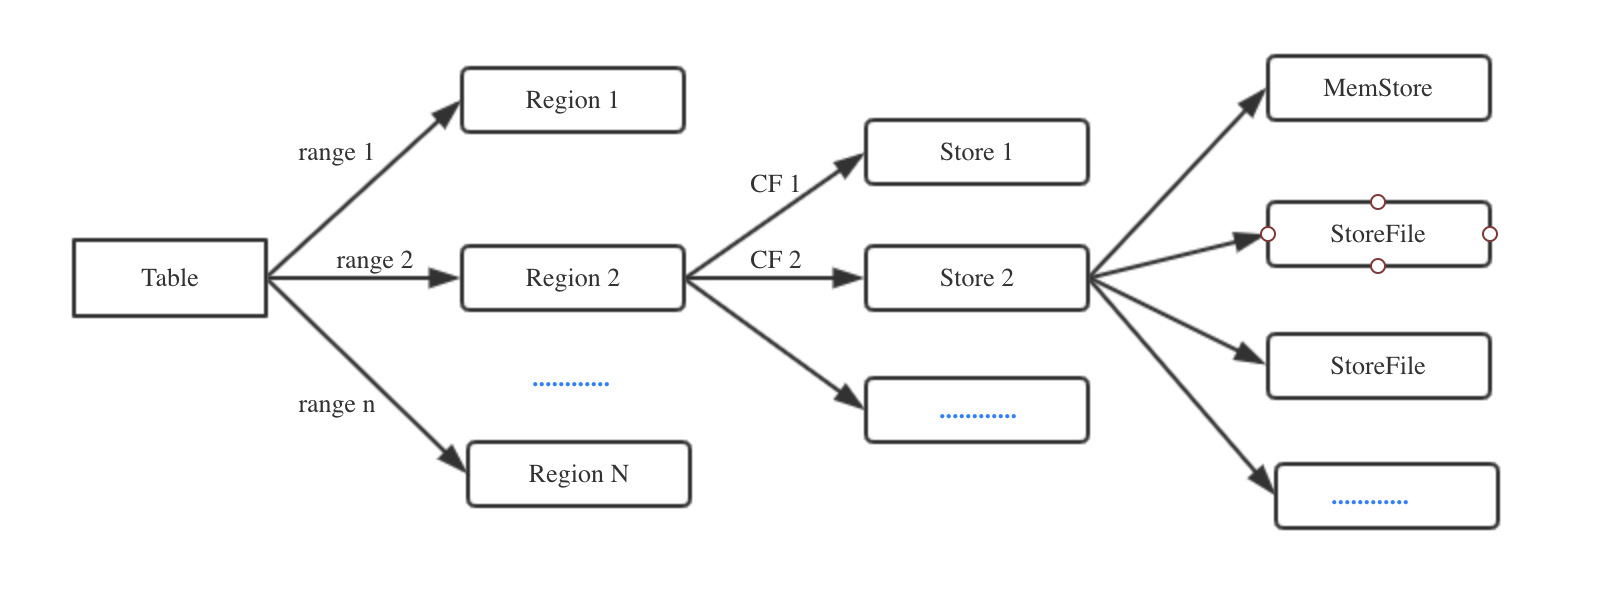 Table
range 1
range 2
range n
Region 1
Region 2
............
Region N
CF 1
CF 2
Store 1
Store 2
............
MemStore
StoreFile
StoreFile
............